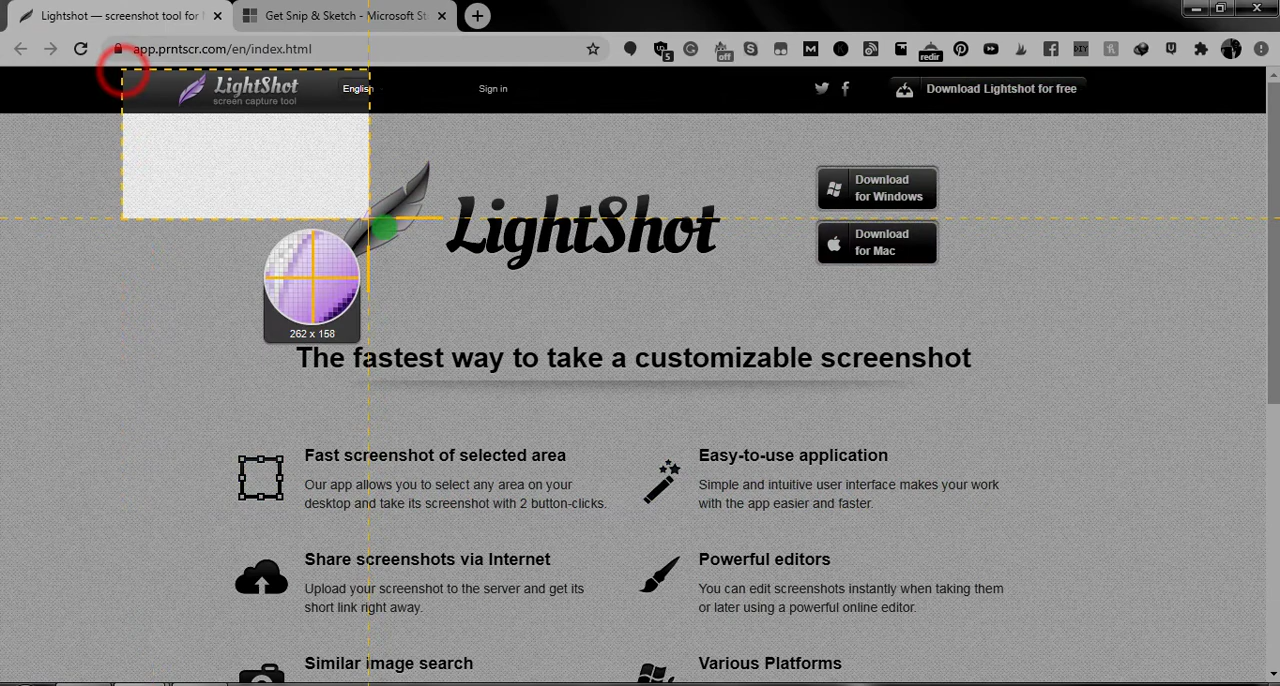 Lightshot — screenshot tool for
Get Snip & Sketch - Microsoft St
app.prntscr.com/en/index.html
5
off
M
redir
DIY
LightShot
screen capture tool
English
Sign in
Download Lightshot for free
LightShot
Download
for Windows
Download
for Mac
262 x 158
The fastest way to take a customizable screenshot
Fast screenshot of selected area
Our app allows you to select any area on your
desktop and take its screenshot with 2 button-clicks.
Easy-to-use application
Simple and intuitive user interface makes your work
with the app easier and faster.
Share screenshots via Internet
Upload your screenshot to the server and get its
short link right away.
Powerful editors
You can edit screenshots instantly when taking them
or later using a powerful online editor.
Similar image search
Various Platforms